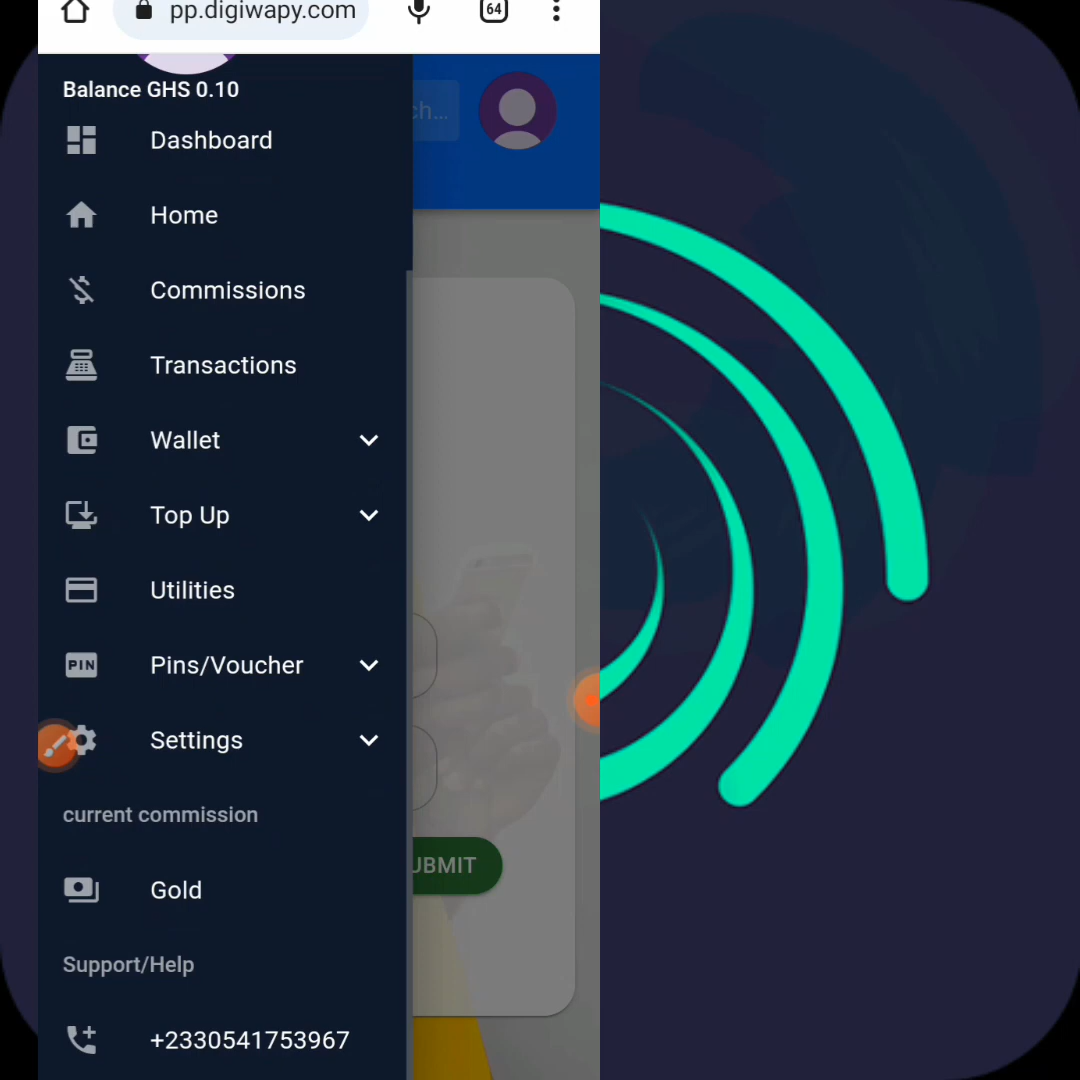 pp.digiwapy.com
64
Balance GHS 0.10
ch...
Dashboard
Home
Commissions
Transactions
Wallet
Top Up
Utilities
PIN
Pins/Voucher
Settings
current commission
UBMIT
Gold
Support/Help
+2330541753967